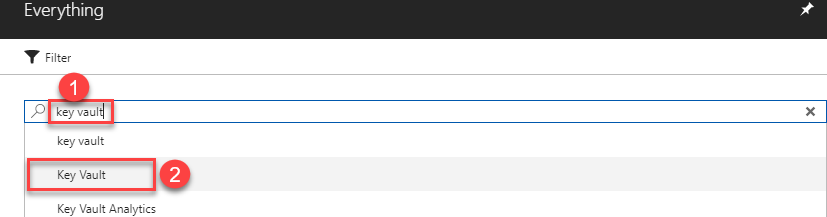 Everything
Filter
1
key vault
key vault
Key Vault
2
Key Vault Analytics